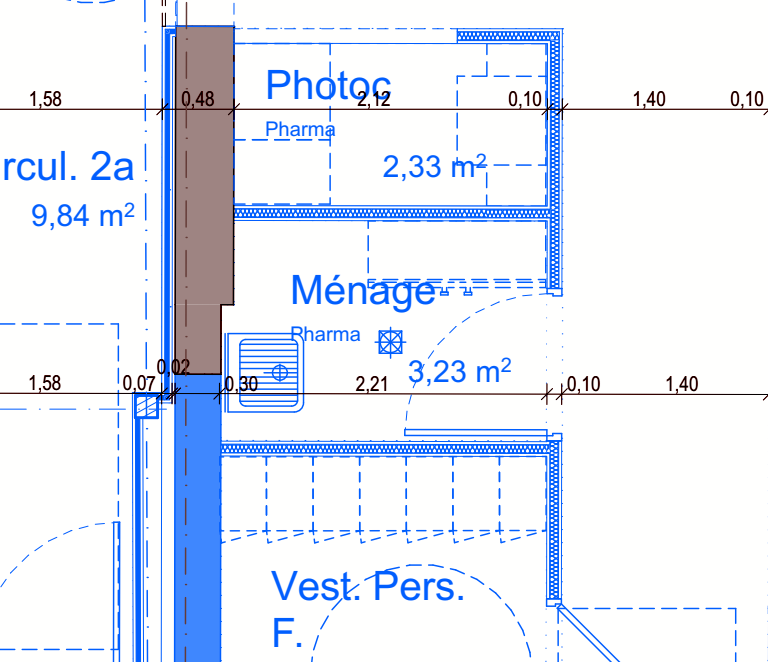 Photoc
1,58 0,48 2,12 0,10 1,40 0,10
Pharma
rcul. 2a
2,33 m²
9,84 m²
Ménage
Pharma
3,23 m²
0,02
1,58 0,07 0,30 2,21 0,10 1,40
Vest. Pers.
F.